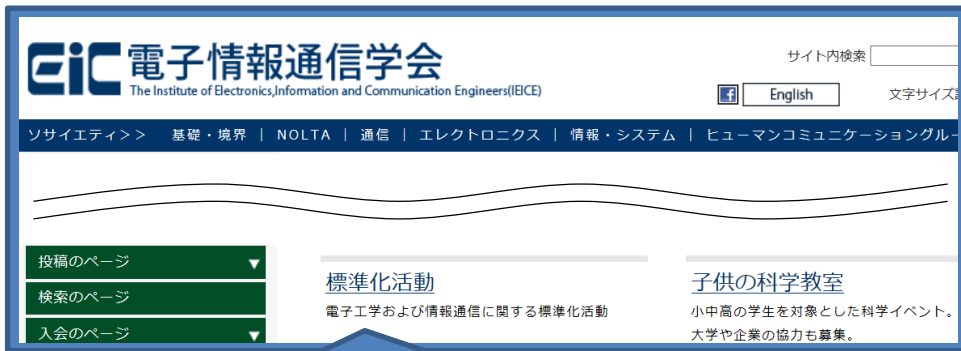 EiC 電子情報通信学会
The Institute of Electronics,Information and Communication Engineers(IEICE)
サイト内検索
English
文字サイズ
ソサイエティ>> 基礎・境界 | NOLTA | 通信 | エレクトロニクス | 情報・システム | ヒューマンコミュニケーショングルー
投稿のページ ▼
検索のページ
入会のページ ▼
標準化活動
電子工学および情報通信に関する標準化活動
子供の科学教室
小中高の学生を対象とした科学イベント。
大学や企業の協力も募集。